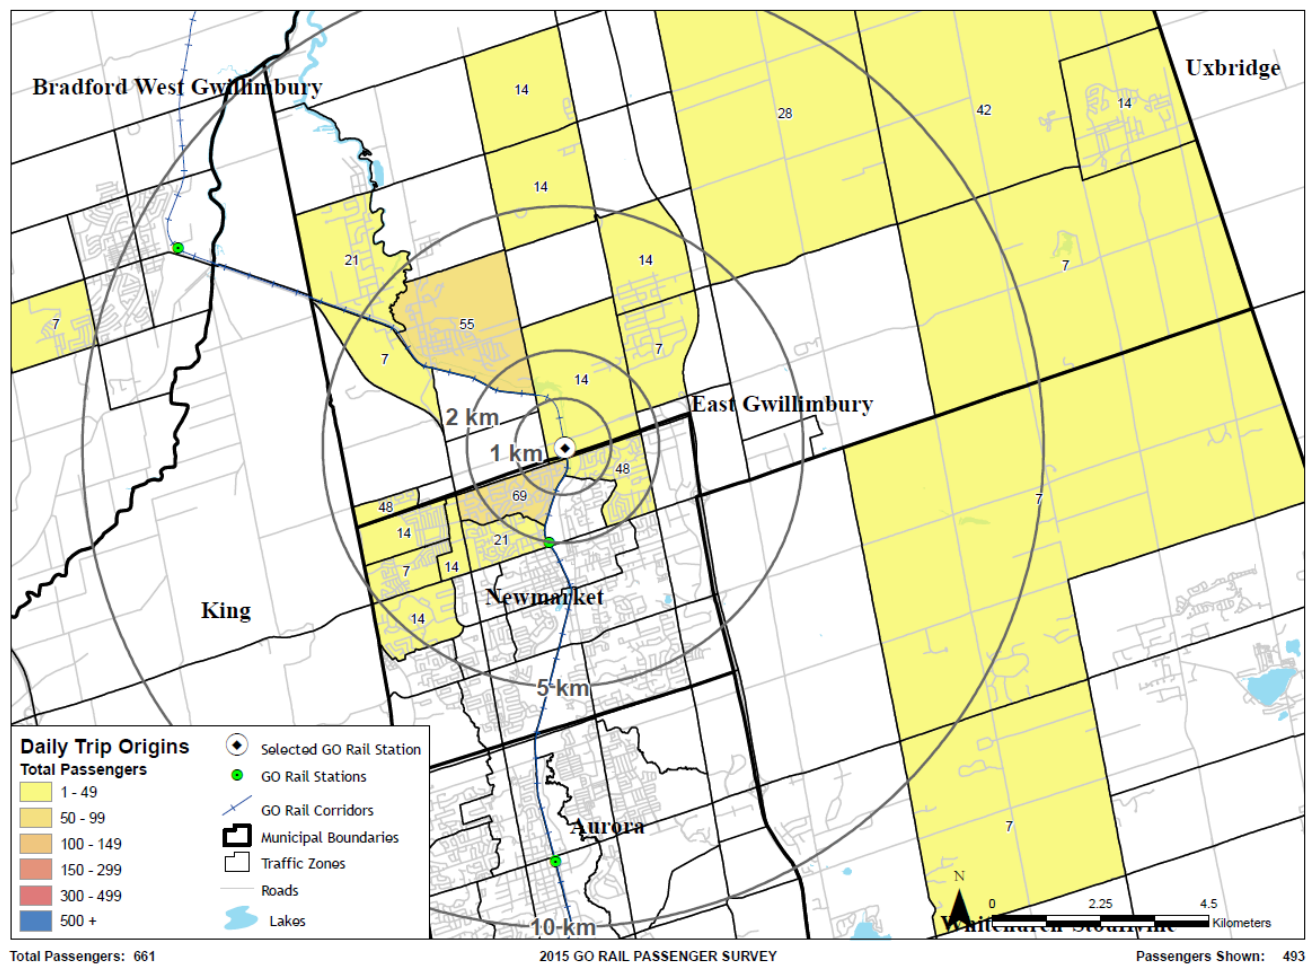 Bradford West Gwillimbury
Uxbridge
14
28
42
14
14
21
14
7
55
7
7
7
14
2 km
East Gwillimbury
1 km
48
69
7
48
14
21
7
14
Newmarket
King
14
5 km
Aurora
7
10 km
Whitchurch-Stouffville
N
0 2.25 4.5
Kilometers
Daily Trip Origins
Total Passengers
1 - 49
50 - 99
100 - 149
150 - 299
300 - 499
500 +
Selected GO Rail Station
GO Rail Stations
GO Rail Corridors
Municipal Boundaries
Traffic Zones
Roads
Lakes
Total Passengers: 661
2015 GO RAIL PASSENGER SURVEY
Passengers Shown: 493